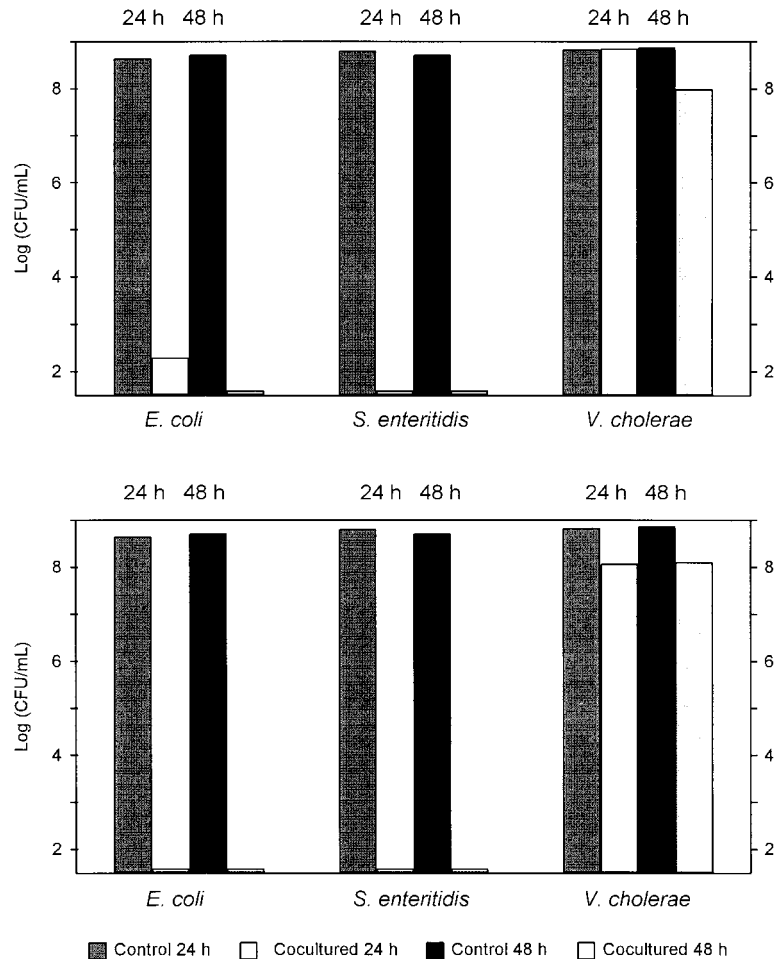 24 h 48 h 24 h 48 h 24 h 48 h
8 8
6 6
4 4
2 2
Log (CFU/mL)
E. coli S. enteritidis V. cholerae
24 h 48 h 24 h 48 h 24 h 48 h
8 8
6 6
4 4
2 2
Log (CFU/mL)
E. coli S. enteritidis V. cholerae
Control 24 h Cocultured 24 h Control 48 h Cocultured 48 h